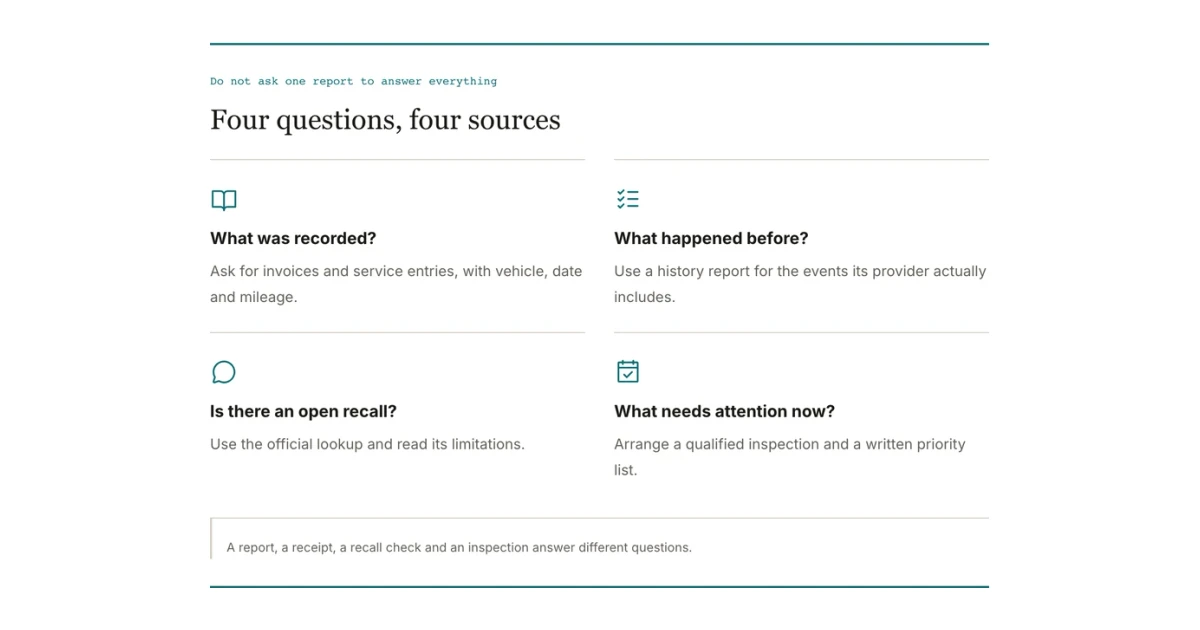 Do not ask one report to answer everything
Four questions, four sources
What was recorded?
Ask for invoices and service entries, with vehicle, date
and mileage.
What happened before?
Use a history report for the events its provider actually
includes.
Is there an open recall?
Use the official lookup and read its limitations.
What needs attention now?
Arrange a qualified inspection and a written priority
list.
A report, a receipt, a recall check and an inspection answer different questions.